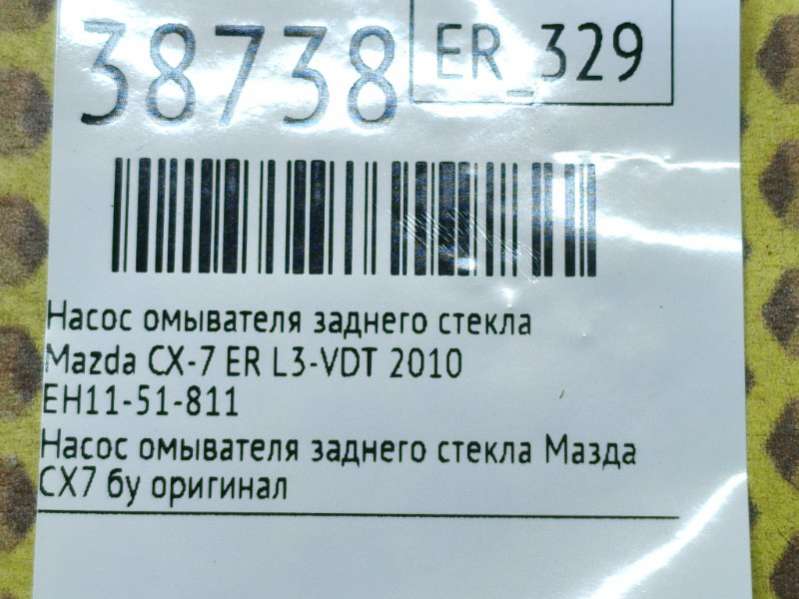 38738
ER_329
Насос омывателя заднего стекла
Mazda CX-7 ER L3-VDT 2010
EH11-51-811
Насос омывателя заднего стекла Мазда
СХ7 бу оригинал